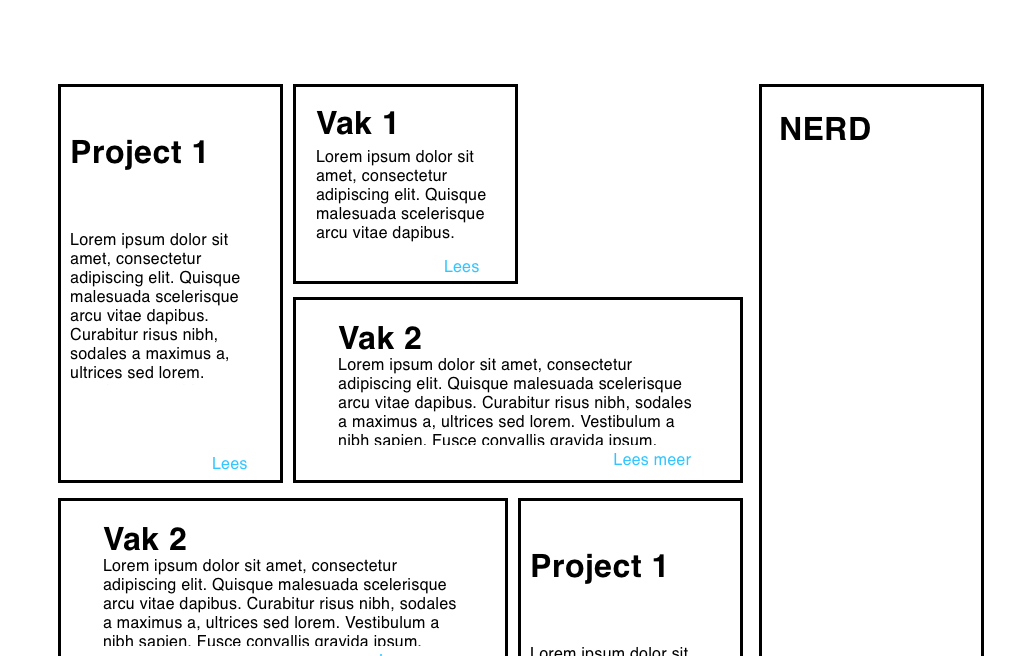 Project 1
Lorem ipsum dolor sit
amet, consectetur
adipiscing elit. Quisque
malesuada scelerisque
arcu vitae dapibus.
Curabitur risus nibh,
sodales a maximus a,
ultrices sed lorem.
Lees
Vak 1
Lorem ipsum dolor sit
amet, consectetur
adipiscing elit. Quisque
malesuada scelerisque
arcu vitae dapibus.
Lees
Vak 2
Lorem ipsum dolor sit amet, consectetur
adipiscing elit. Quisque malesuada scelerisque
arcu vitae dapibus. Curabitur risus nibh, sodales
a maximus a, ultrices sed lorem. Vestibulum a
nibh sapien. Fusce convallis gravida ipsum.
Lees meer
NERD
Vak 2
Lorem ipsum dolor sit amet, consectetur
adipiscing elit. Quisque malesuada scelerisque
arcu vitae dapibus. Curabitur risus nibh, sodales
a maximus a, ultrices sed lorem. Vestibulum a
nibh sapien. Fusce convallis gravida ipsum.
Project 1
Lorem ipsum dolor sit